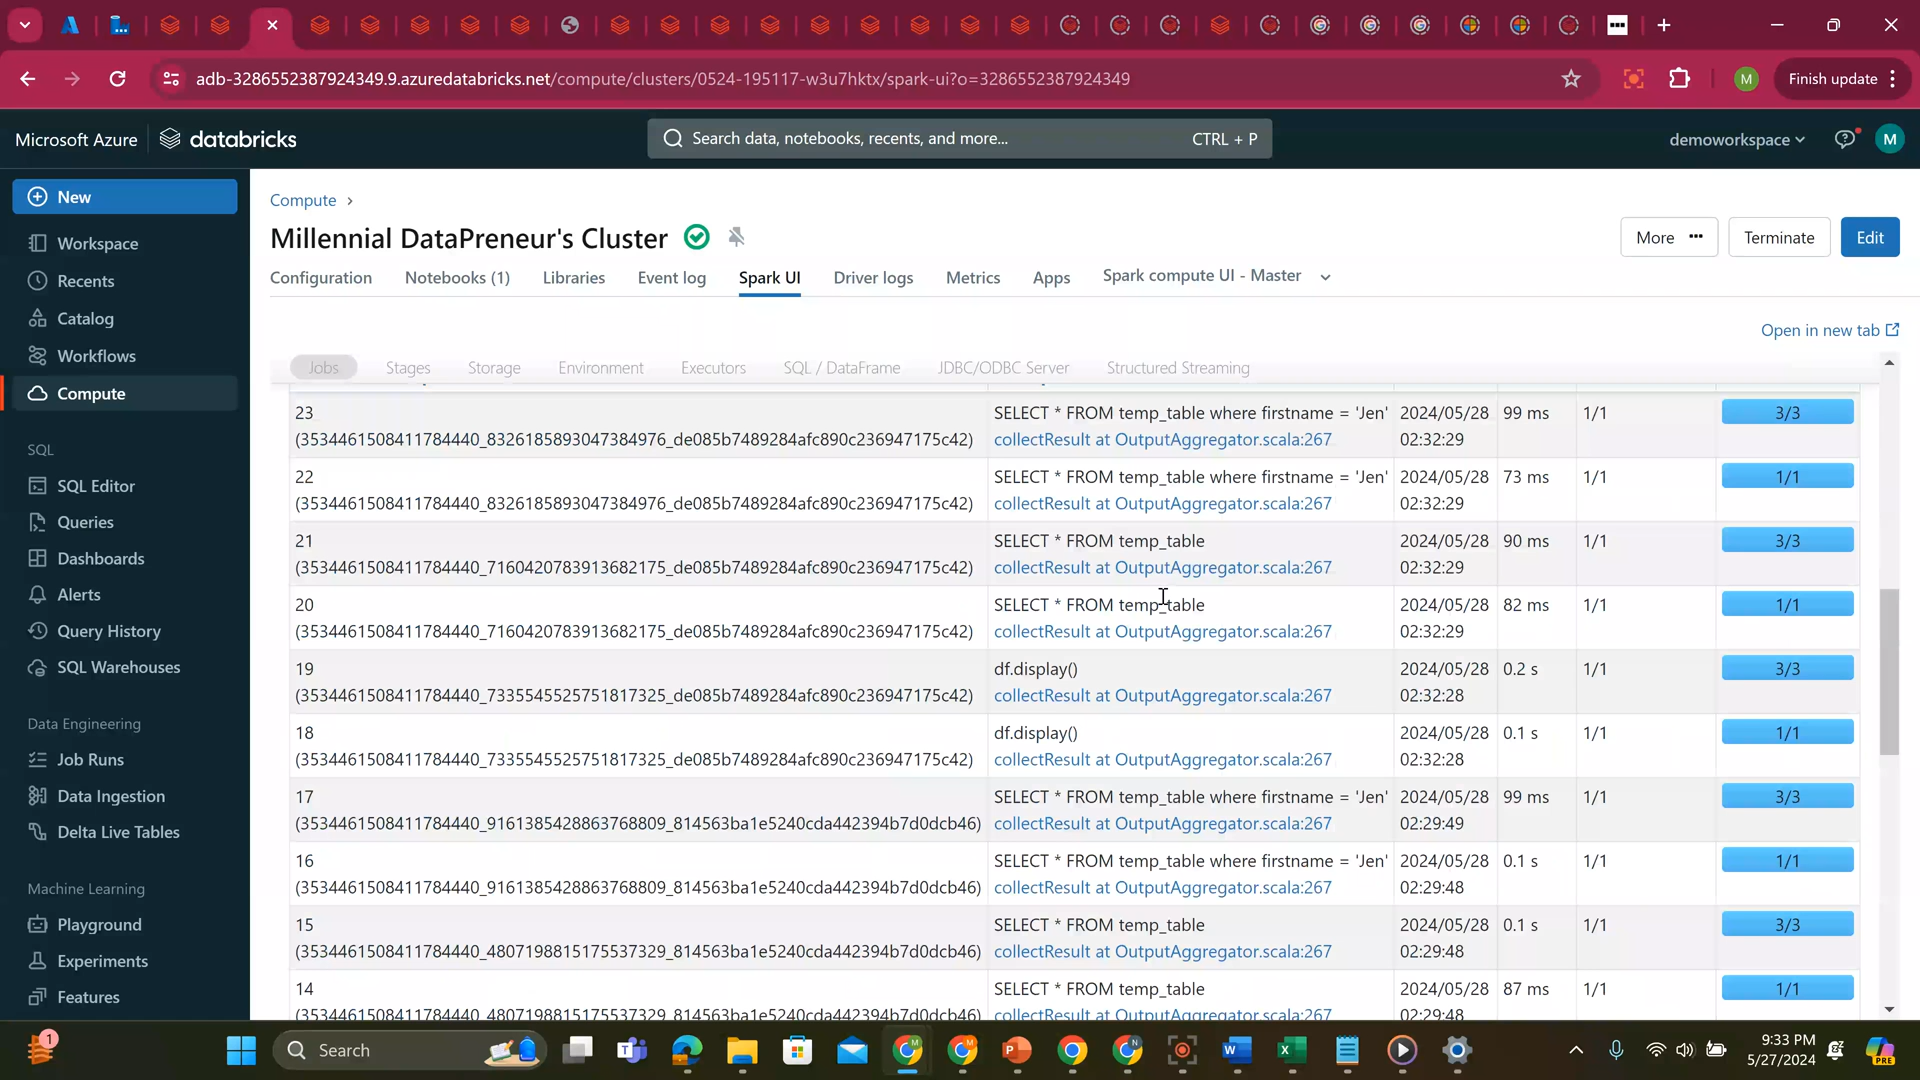 adb-3286552387924349.9.azuredatabricks.net/compute/clusters/0524-195117-w3u7hktx/spark-ui?o=3286552387924349
M
Finish update
Microsoft Azure
databricks
Search data, notebooks, recents, and more...
CTRL + P
demoworkspace
M
New
Workspace
Recents
Catalog
Workflows
Compute
SQL
SQL Editor
Queries
Dashboards
Alerts
Query History
SQL Warehouses
Data Engineering
Job Runs
Data Ingestion
Delta Live Tables
Machine Learning
Playground
Experiments
Features
Compute
Millennial DataPreneur's Cluster
More
Terminate
Edit
Configuration Notebooks (1) Libraries Event log Spark UI Driver logs Metrics Apps Spark compute UI - Master
Open in new tab
Jobs Stages Storage Environment Executors SQL / DataFrame JDBC/ODBC Server Structured Streaming
23 SELECT * FROM temp_table where firstname = 'Jen' 2024/05/28 99 ms 1/1 3/3
(3534461508411784440_8326185893047384976_de085b7489284afc890c236947175c42) collectResult at OutputAggregator.scala:267 02:32:29
22 SELECT * FROM temp_table where firstname = 'Jen' 2024/05/28 73 ms 1/1 1/1
(3534461508411784440_8326185893047384976_de085b7489284afc890c236947175c42) collectResult at OutputAggregator.scala:267 02:32:29
21 SELECT * FROM temp_table 2024/05/28 90 ms 1/1 3/3
(3534461508411784440_7160420783913682175_de085b7489284afc890c236947175c42) collectResult at OutputAggregator.scala:267 02:32:29
20 SELECT * FROM temp_table 2024/05/28 82 ms 1/1 1/1
(3534461508411784440_7160420783913682175_de085b7489284afc890c236947175c42) collectResult at OutputAggregator.scala:267 02:32:29
19 df.display() 2024/05/28 0.2 s 1/1 3/3
(3534461508411784440_7335545525751817325_de085b7489284afc890c236947175c42) collectResult at OutputAggregator.scala:267 02:32:28
18 df.display() 2024/05/28 0.1 s 1/1 1/1
(3534461508411784440_7335545525751817325_de085b7489284afc890c236947175c42) collectResult at OutputAggregator.scala:267 02:32:28
17 SELECT * FROM temp_table where firstname = 'Jen' 2024/05/28 99 ms 1/1 3/3
(3534461508411784440_9161385428863768809_814563ba1e5240cda442394b7d0dcb46) collectResult at OutputAggregator.scala:267 02:29:49
16 SELECT * FROM temp_table where firstname = 'Jen' 2024/05/28 0.1 s 1/1 1/1
(3534461508411784440_9161385428863768809_814563ba1e5240cda442394b7d0dcb46) collectResult at OutputAggregator.scala:267 02:29:48
15 SELECT * FROM temp_table 2024/05/28 0.1 s 1/1 3/3
(3534461508411784440_4807198815175537329_814563ba1e5240cda442394b7d0dcb46) collectResult at OutputAggregator.scala:267 02:29:48
14 SELECT * FROM temp_table 2024/05/28 87 ms 1/1 1/1
(3534461508411784440_4807198815175537329_814563ba1e5240cda442394b7d0dcb46) collectResult at OutputAggregator.scala:267 02:29:48
1
Search
9:33 PM
5/27/2024
PRE